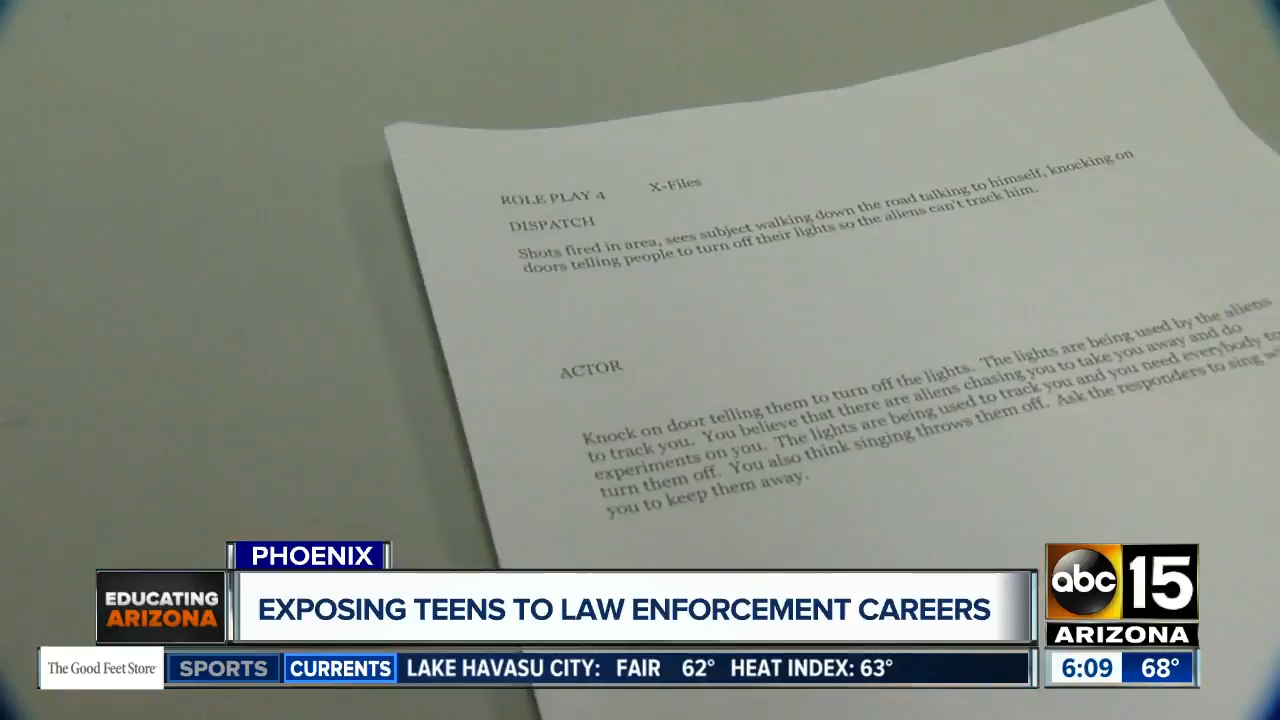 ROLE PLAY 4 X-Files
DISPATCH
Shots fired in area, sees subject walking down the road talking to himself, knocking on
doors telling people to turn off their lights so the aliens can't track him.
ACTOR
Knock on door telling them to turn off the lights. The lights are being used by the aliens
to track you. You believe that there are aliens chasing you to take you away and do
experiments on you. The lights are being used to track you and you need everybody to
turn them off. You also think singing throws them off. Ask the responders to sing
you to keep them away.
PHOENIX
EDUCATING
ARIZONA
EXPOSING TEENS TO LAW ENFORCEMENT CAREERS
abc 15
ARIZONA
The Good Feet Store
SPORTS
CURRENTS
LAKE HAVASU CITY: FAIR 62° HEAT INDEX: 63°
6:09 68°